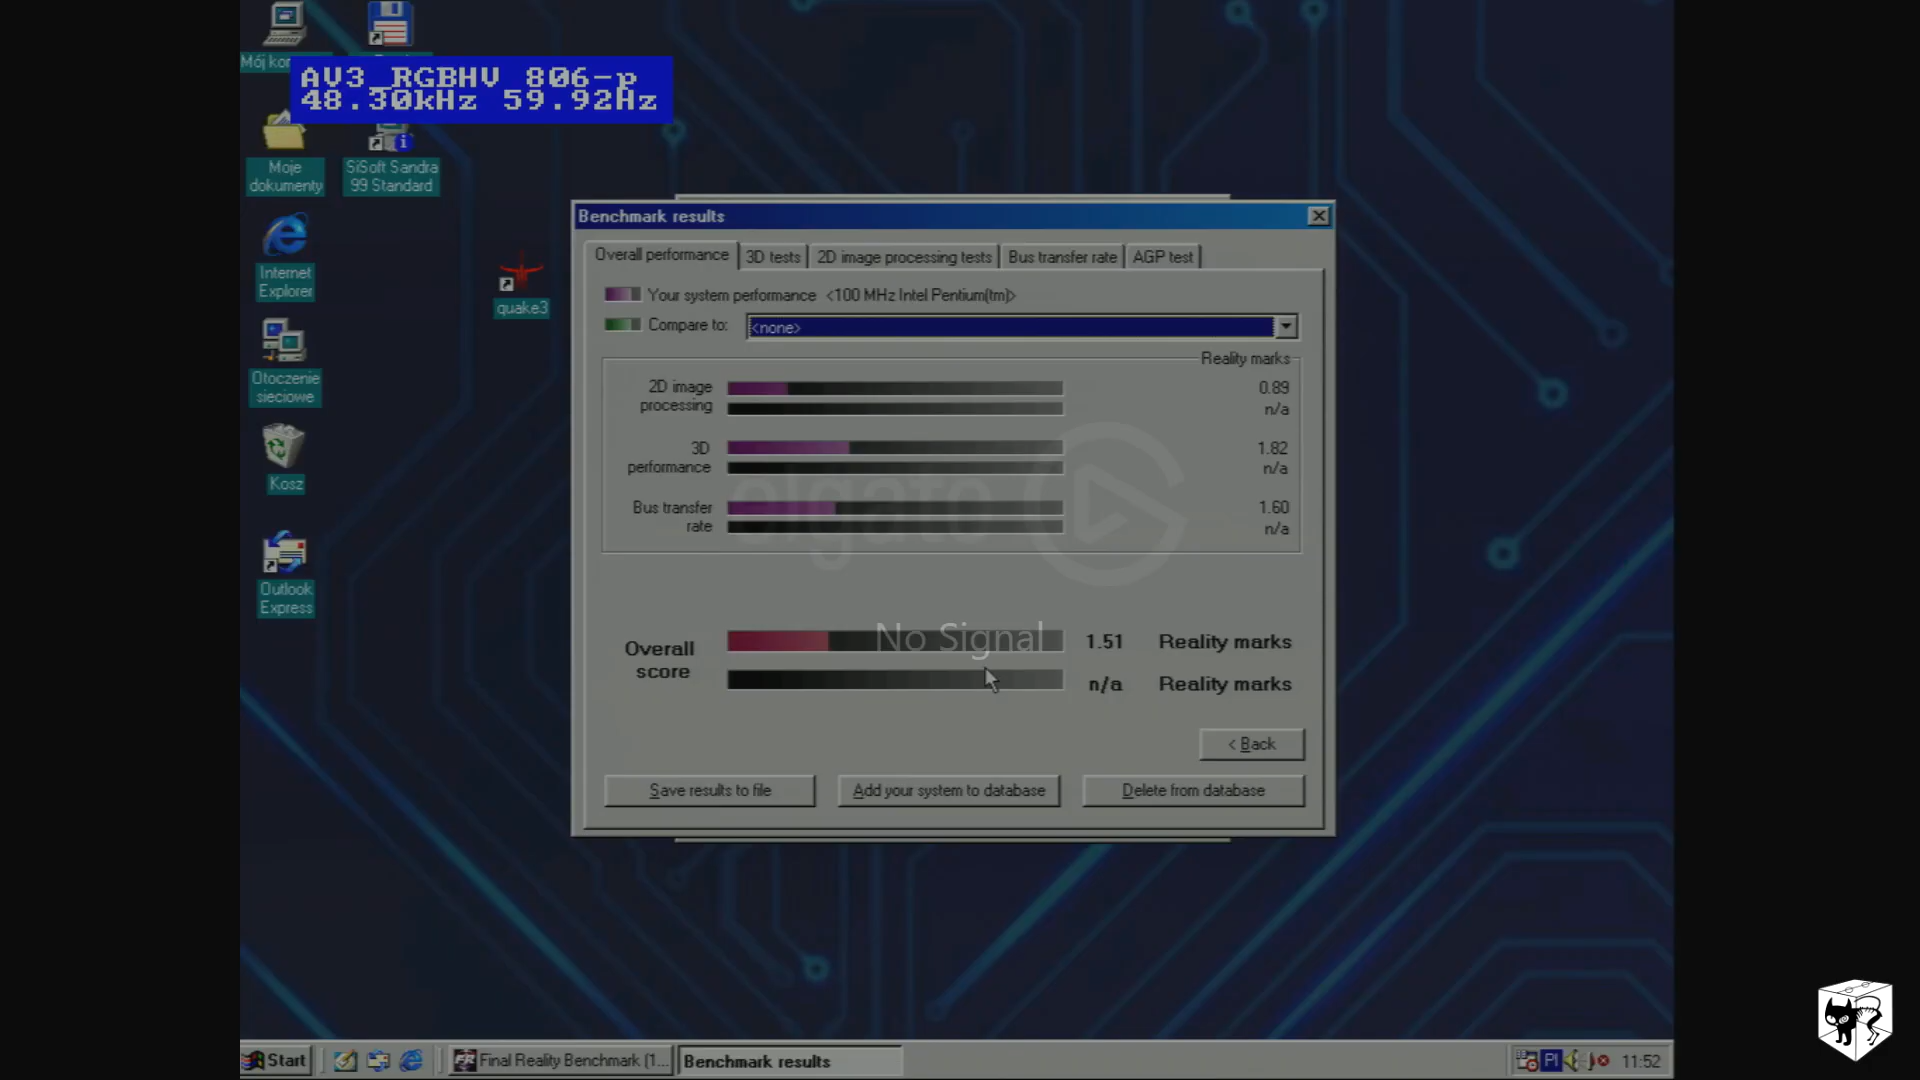 AV3_RGBHV 806-p
48.30kHz 59.92Hz
Mój kom
Moje
dokumenty
SiSoft Sandra
99 Standard
Internet
Explorer
quake3
Otoczenie
sieciowe
Kosz
Outlook
Express
Benchmark results
Overall performance
3D tests
2D image processing tests
Bus transfer rate
AGP test
Your system performance <100 MHz Intel Pentium(tm)>
Compare to: <none>
Reality marks
2D image
processing
0.89
n/a
3D
performance
1.82
n/a
Bus transfer
rate
1.60
n/a
elgato
No Signal
Overall
score
1.51 Reality marks
n/a Reality marks
< Back
Save results to file
Add your system to database
Delete from database
Start
Final Reality Benchmark (1...
Benchmark results
Pl
11:52